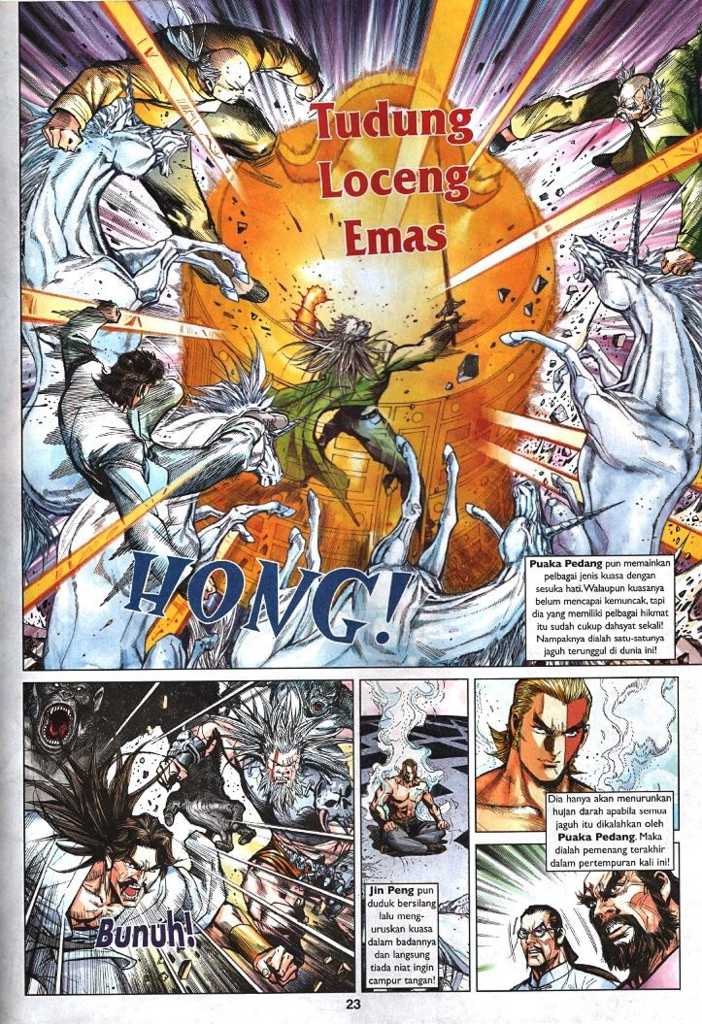 Tudung
Loceng
Emas
HONG!
Puaka Pedang pun memainkan
pelbagai jenis kuasa dengan
sesuka hati. Walaupun kuasanya
belum mencapai kemuncak, tapi
dia yang memiliki pelbagai hikmat
itu sudah cukup dahsyat sekali!
Nampaknya dialah satu-satunya
jaguh terunggul di dunia ini!
Bunuh!
Jin Peng pun
duduk bersilang
lalu meng-
uruskan kuasa
dalam badannya
dan langsung
tiada niat ingin
campur tangan!
Dia hanya akan menurunkan
hujan darah apabila semua
jaguh itu dikalahkan oleh
Puaka Pedang. Maka
dialah pemenang terakhir
dalam pertempuran kali ini!
23